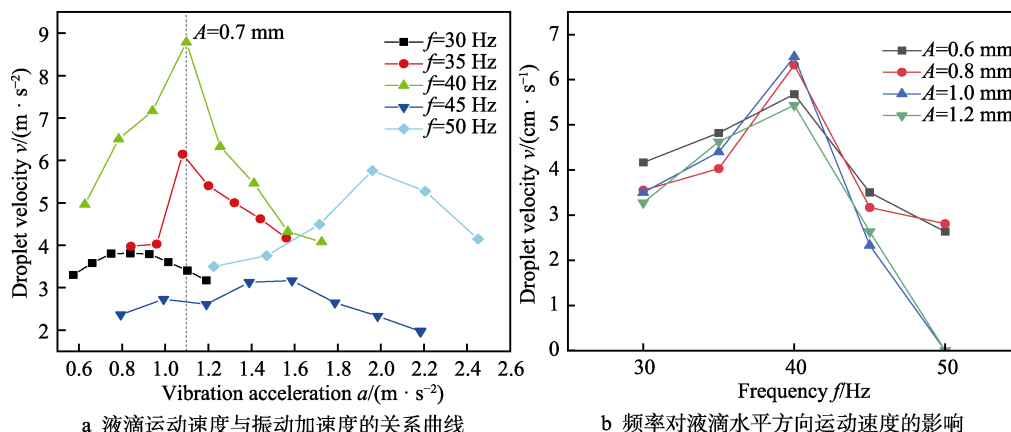 A=0.7 mm
f=30 Hz
f=35 Hz
f=40 Hz
f=45 Hz
f=50 Hz
Droplet velocity v/(m · s⁻²)
9
8
7
6
5
4
3
2
0.6 0.8 1.0 1.2 1.4 1.6 1.8 2.0 2.2 2.4 2.6
Vibration acceleration a/(m · s⁻²)
a 液滴运动速度与振动加速度的关系曲线
A=0.6 mm
A=0.8 mm
A=1.0 mm
A=1.2 mm
Droplet velocity v/(cm · s⁻¹)
7
6
5
4
3
2
1
0
30 35 40 45 50
Frequency f/Hz
b 频率对液滴水平方向运动速度的影响